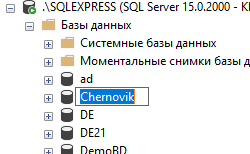 .\SQLEXPRESS (SQL Server 15.0.2000 -
Базы данных
Системные базы данных
Моментальные снимки базы
ad
Chernovik
DE
DE21
DemoBD